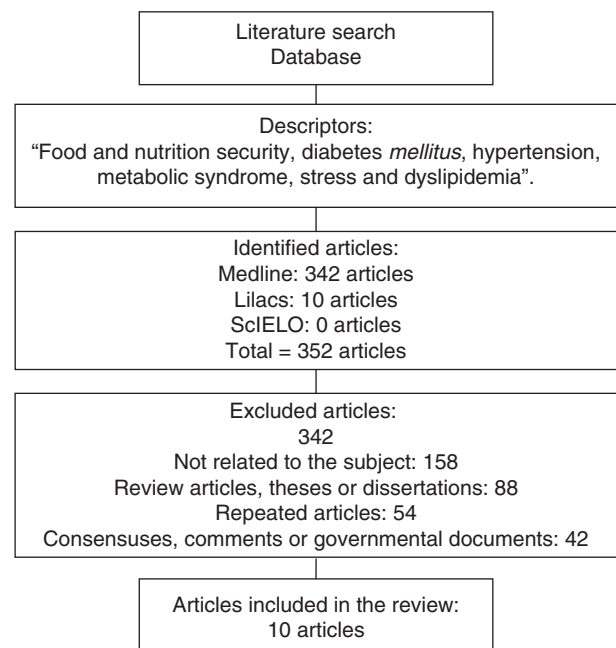 Literature search
Database
Descriptors:
“Food and nutrition security, diabetes mellitus, hypertension,
metabolic syndrome, stress and dyslipidemia”.
Identified articles:
Medline: 342 articles
Lilacs: 10 articles
ScIELO: 0 articles
Total = 352 articles
Excluded articles:
342
Not related to the subject: 158
Review articles, theses or dissertations: 88
Repeated articles: 54
Consensuses, comments or governmental documents: 42
Articles included in the review:
10 articles